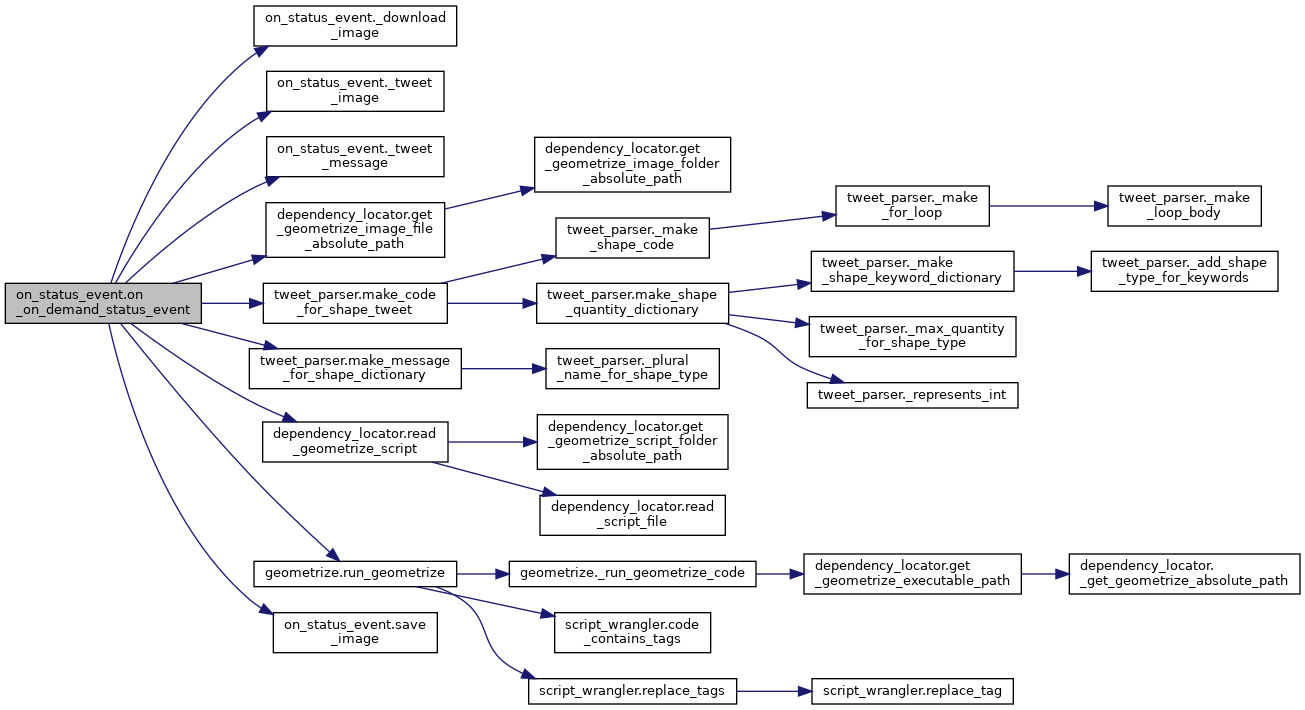 on_status_event.on
_on_demand_status_event
on_status_event._download
_image
on_status_event._tweet
_image
on_status_event._tweet
_message
dependency_locator.get
_geometrize_image_file
_absolute_path
dependency_locator.get
_geometrize_image_folder
_absolute_path
tweet_parser.make_code
_for_shape_tweet
tweet_parser._make
_shape_code
tweet_parser._make
_for_loop
tweet_parser._make
_loop_body
tweet_parser.make_shape
_quantity_dictionary
tweet_parser._make
_shape_keyword_dictionary
tweet_parser._add_shape
_type_for_keywords
tweet_parser._max_quantity
_for_shape_type
tweet_parser._represents_int
tweet_parser.make_message
_for_shape_dictionary
tweet_parser._plural
_name_for_shape_type
dependency_locator.read
_geometrize_script
dependency_locator.get
_geometrize_script_folder
_absolute_path
dependency_locator.read
_script_file
geometrize.run_geometrize
geometrize._run_geometrize_code
dependency_locator.get
_geometrize_executable_path
dependency_locator.
_get_geometrize_absolute_path
script_wrangler.code
_contains_tags
script_wrangler.replace_tags
script_wrangler.replace_tag
on_status_event.save
_image